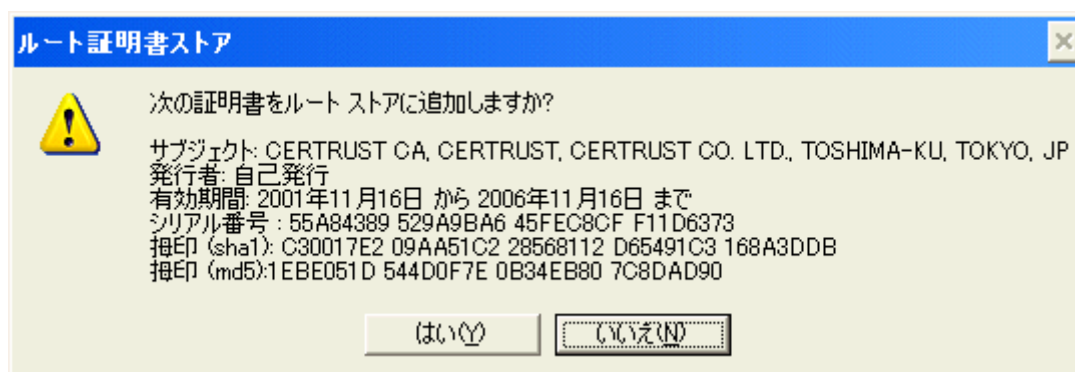 ルート証明書ストア
次の証明書をルート ストアに追加しますか?
サブジェクト: CERTRUST CA, CERTRUST, CERTRUST CO. LTD., TOSHIMA-KU, TOKYO, JP
発行者: 自己発行
有効期間: 2001年11月16日 から 2006年11月16日 まで
シリアル番号 : 55A84389 529A9BA6 45FEC8CF F11D6373
拇印 (sha1): C30017E2 09AA51C2 28568112 D65491C3 168A3DDB
拇印 (md5):1EBE051D 544D0F7E 0B34EB80 7C8DAD90
はい(Y) いいえ(N)